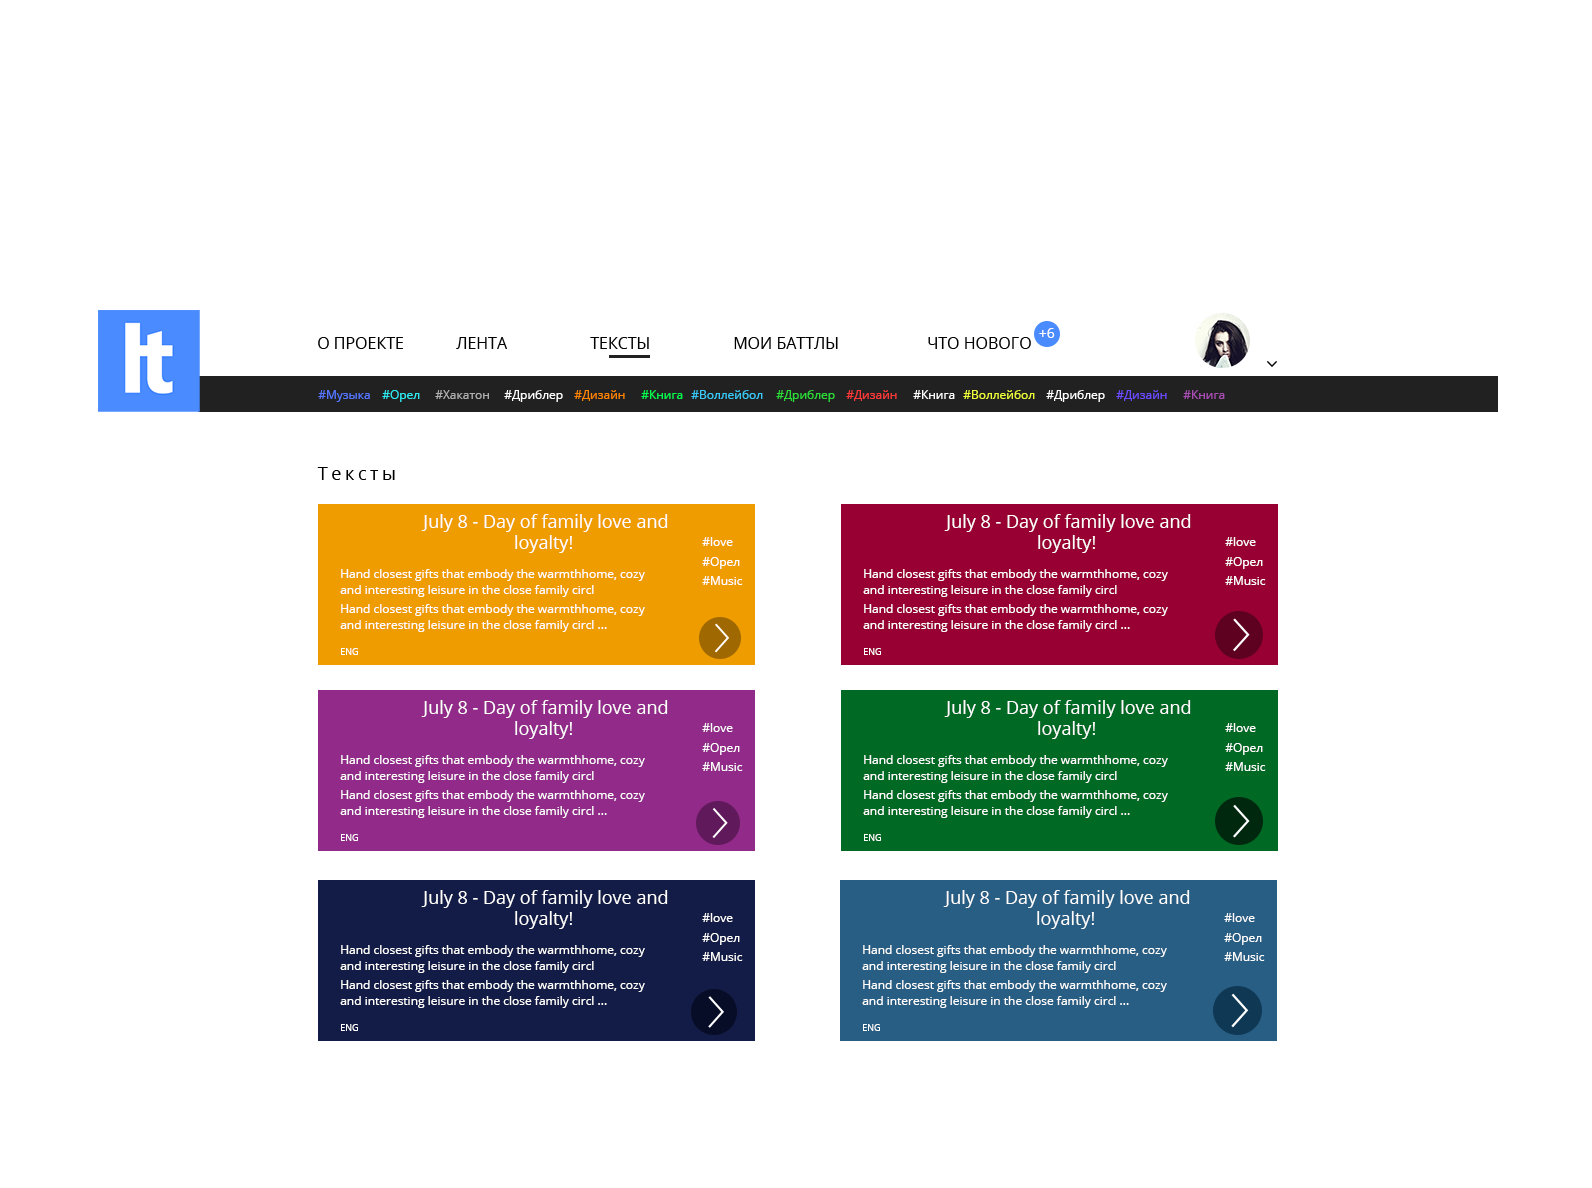 lt
О ПРОЕКТЕ ЛЕНТА ТЕКСТЫ МОИ БАТТЛЫ ЧТО НОВОГО +6
#Музыка #Орел #Хакатон #Дриблер #Дизайн #Книга #Воллейбол #Дриблер #Дизайн #Книга #Воллейбол #Дриблер #Дизайн #Книга
Тексты
July 8 - Day of family love and
loyalty!
#love
#Орел
#Music
Hand closest gifts that embody the warmthhome, cozy
and interesting leisure in the close family circl
Hand closest gifts that embody the warmthhome, cozy
and interesting leisure in the close family circl ...
ENG
July 8 - Day of family love and
loyalty!
#love
#Орел
#Music
Hand closest gifts that embody the warmthhome, cozy
and interesting leisure in the close family circl
Hand closest gifts that embody the warmthhome, cozy
and interesting leisure in the close family circl ...
ENG
July 8 - Day of family love and
loyalty!
#love
#Орел
#Music
Hand closest gifts that embody the warmthhome, cozy
and interesting leisure in the close family circl
Hand closest gifts that embody the warmthhome, cozy
and interesting leisure in the close family circl ...
ENG
July 8 - Day of family love and
loyalty!
#love
#Орел
#Music
Hand closest gifts that embody the warmthhome, cozy
and interesting leisure in the close family circl
Hand closest gifts that embody the warmthhome, cozy
and interesting leisure in the close family circl ...
ENG
July 8 - Day of family love and
loyalty!
#love
#Орел
#Music
Hand closest gifts that embody the warmthhome, cozy
and interesting leisure in the close family circl
Hand closest gifts that embody the warmthhome, cozy
and interesting leisure in the close family circl ...
ENG
July 8 - Day of family love and
loyalty!
#love
#Орел
#Music
Hand closest gifts that embody the warmthhome, cozy
and interesting leisure in the close family circl
Hand closest gifts that embody the warmthhome, cozy
and interesting leisure in the close family circl ...
ENG